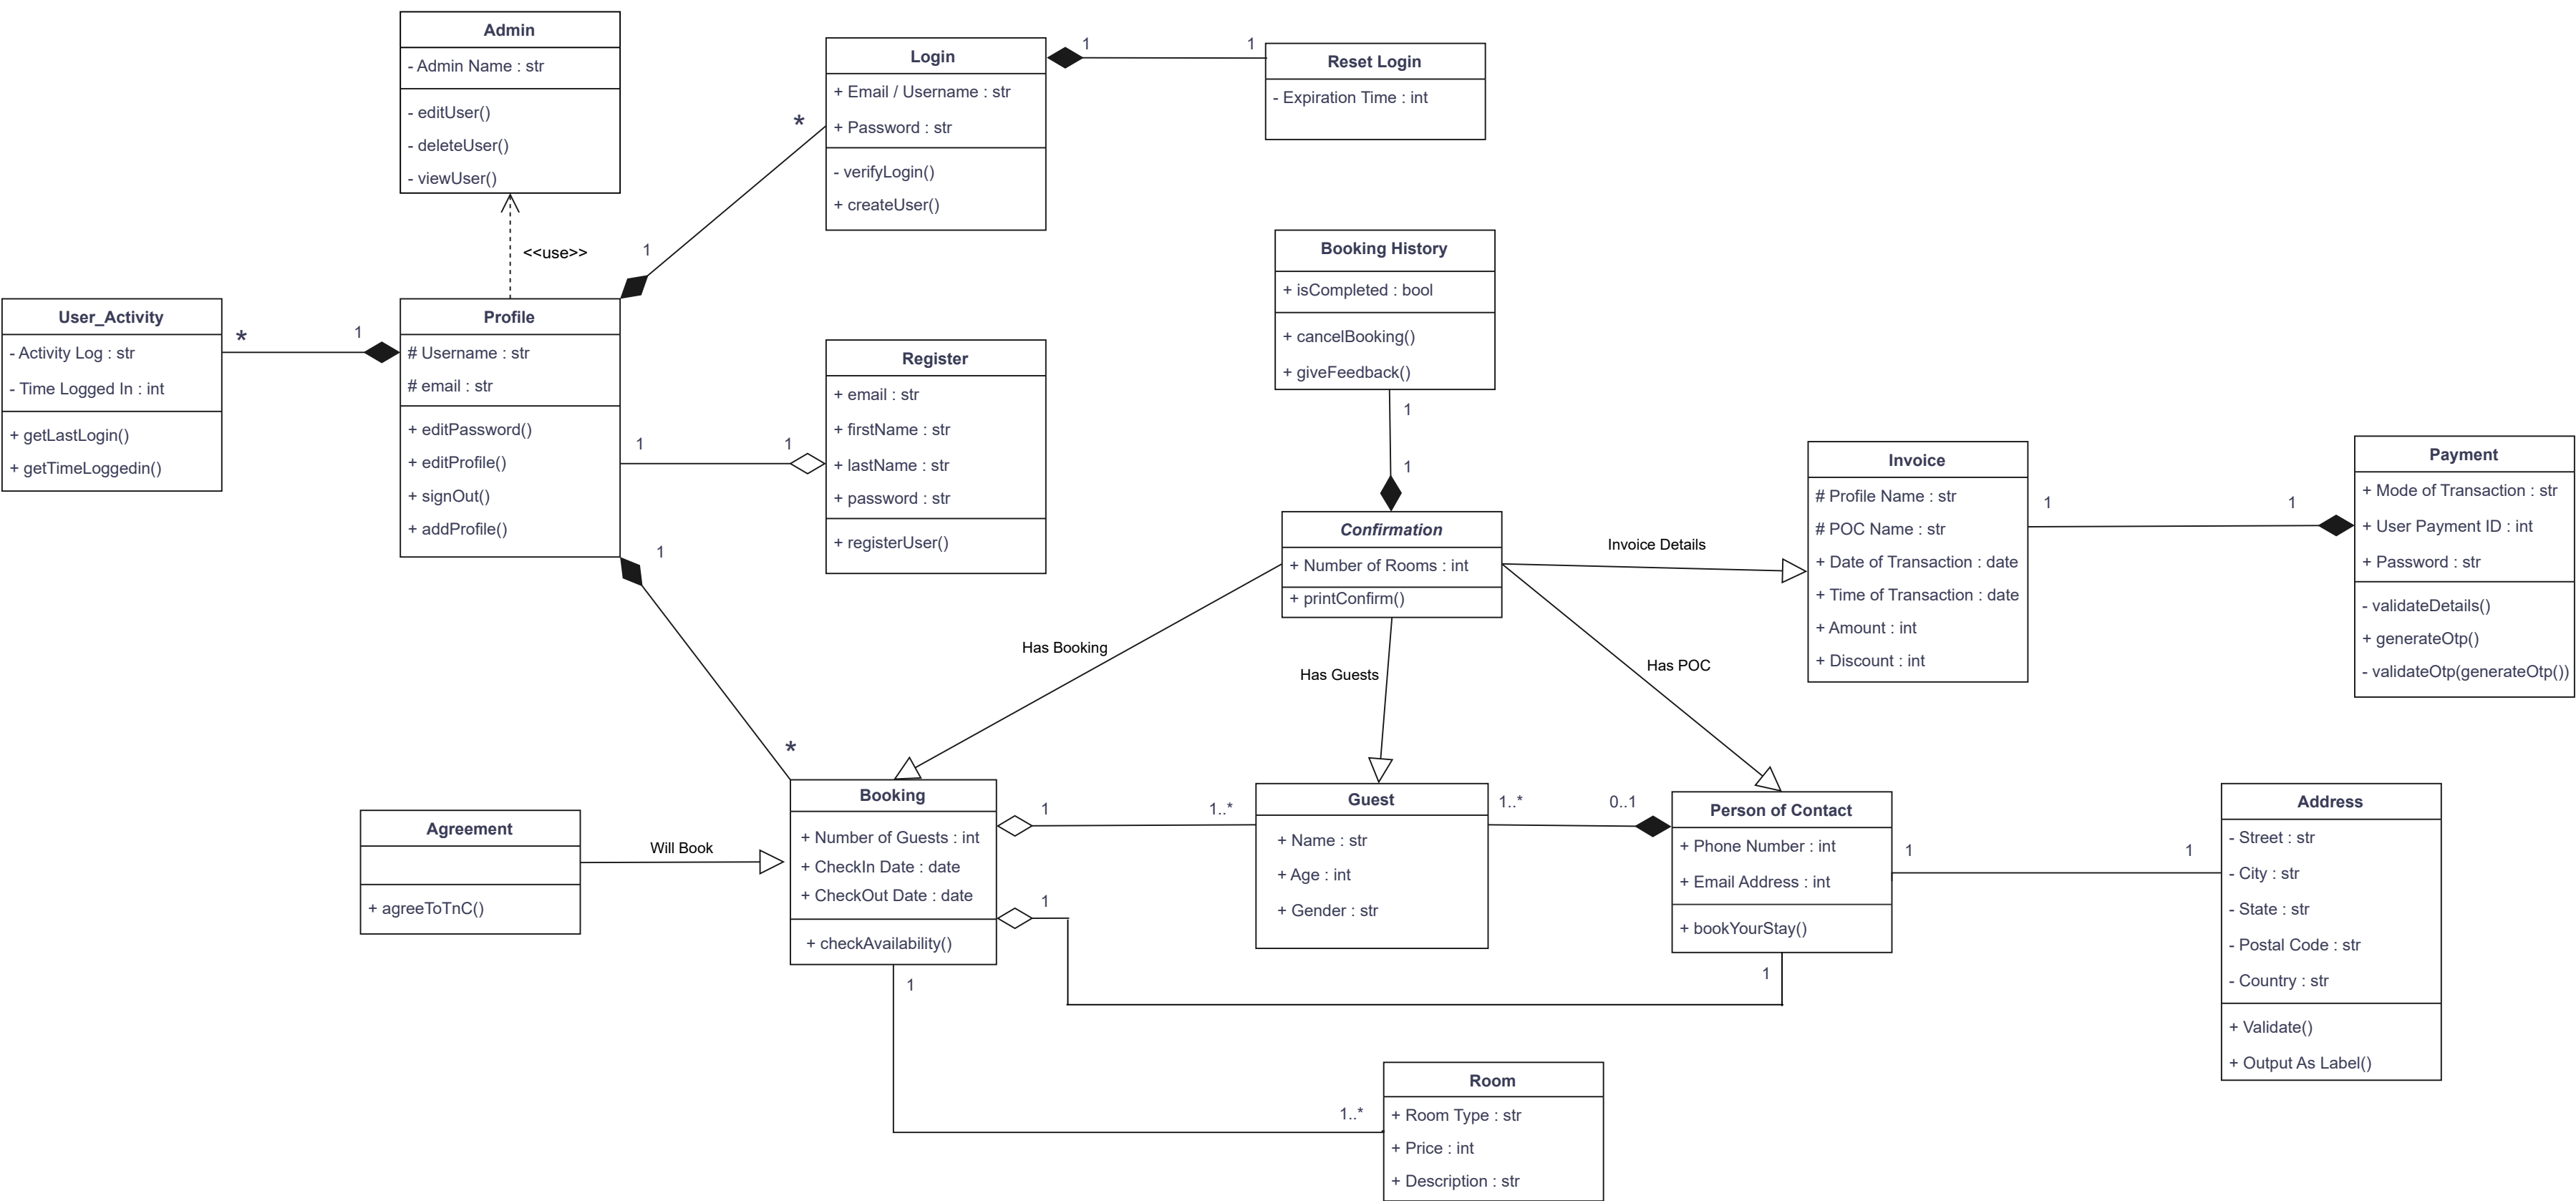 Admin
- Admin Name : str
- editUser()
- deleteUser()
- viewUser()
<<use>>
Login
+ Email / Username : str
+ Password : str
- verifyLogin()
+ createUser()
1
1
Reset Login
- Expiration Time : int
*
1
User_Activity
- Activity Log : str
- Time Logged In : int
+ getLastLogin()
+ getTimeLoggedin()
*
1
Profile
# Username : str
# email : str
+ editPassword()
+ editProfile()
+ signOut()
+ addProfile()
1
1
Register
+ email : str
+ firstName : str
+ lastName : str
+ password : str
+ registerUser()
1
*
Booking History
+ isCompleted : bool
+ cancelBooking()
+ giveFeedback()
1
1
Confirmation
+ Number of Rooms : int
+ printConfirm()
Invoice Details
Has Booking
Has Guests
Has POC
Invoice
# Profile Name : str
# POC Name : str
+ Date of Transaction : date
+ Time of Transaction : date
+ Amount : int
+ Discount : int
1
1
Payment
+ Mode of Transaction : str
+ User Payment ID : int
+ Password : str
- validateDetails()
+ generateOtp()
- validateOtp(generateOtp())
Agreement
+ agreeToTnC()
Will Book
Booking
+ Number of Guests : int
+ CheckIn Date : date
+ CheckOut Date : date
+ checkAvailability()
1
1..*
1
1
Guest
+ Name : str
+ Age : int
+ Gender : str
1..*
0..1
Person of Contact
+ Phone Number : int
+ Email Address : int
+ bookYourStay()
1
1
1
Address
- Street : str
- City : str
- State : str
- Postal Code : str
- Country : str
+ Validate()
+ Output As Label()
1..*
Room
+ Room Type : str
+ Price : int
+ Description : str